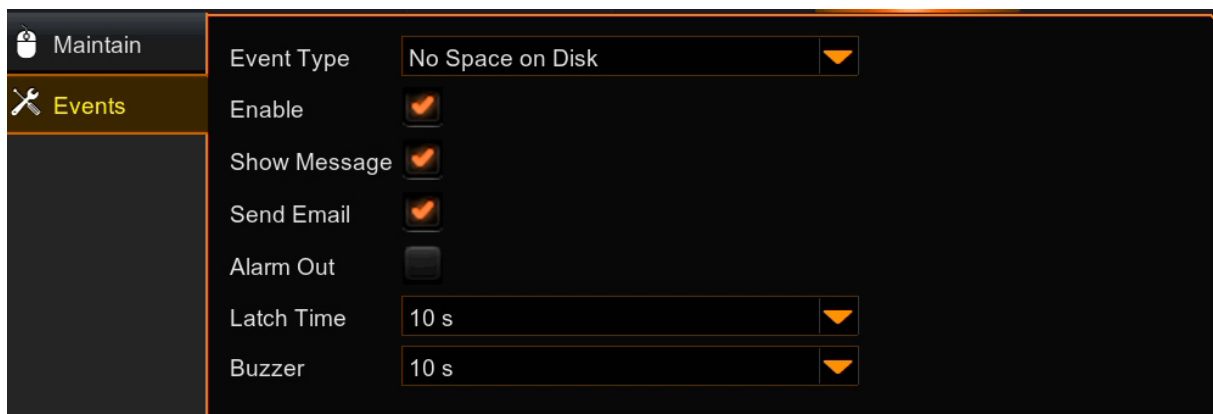 Maintain
Events
Event Type No Space on Disk
Enable
Show Message
Send Email
Alarm Out
Latch Time 10 s
Buzzer 10 s